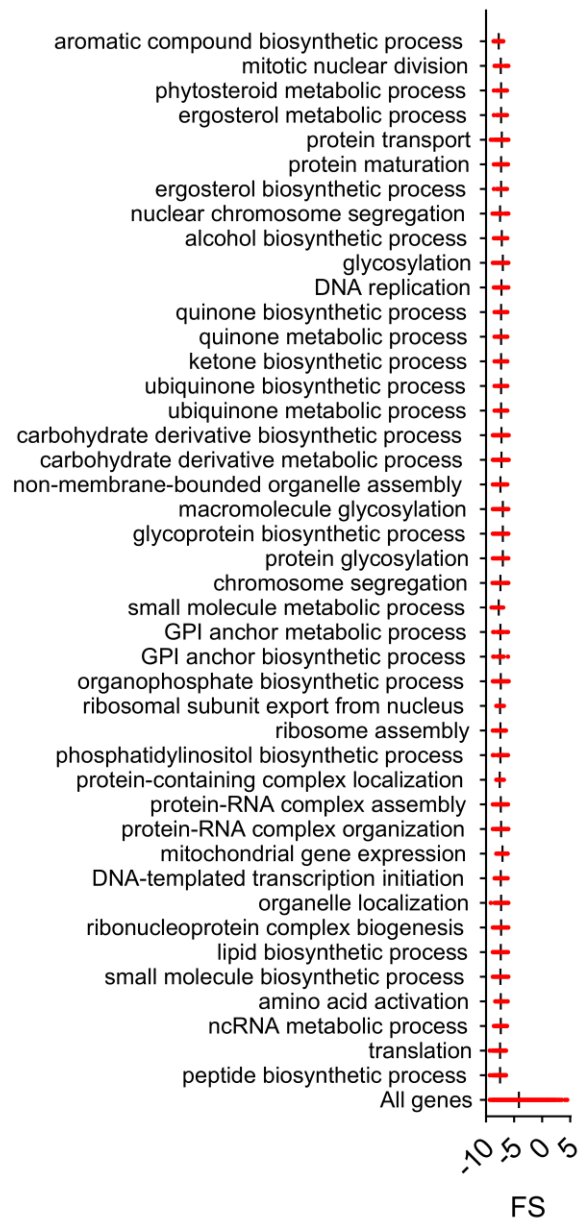 aromatic compound biosynthetic process
mitotic nuclear division
phytosteroid metabolic process
ergosterol metabolic process
protein transport
protein maturation
ergosterol biosynthetic process
nuclear chromosome segregation
alcohol biosynthetic process
glycosylation
DNA replication
quinone biosynthetic process
quinone metabolic process
ketone biosynthetic process
ubiquinone biosynthetic process
ubiquinone metabolic process
carbohydrate derivative biosynthetic process
carbohydrate derivative metabolic process
non-membrane-bounded organelle assembly
macromolecule glycosylation
glycoprotein biosynthetic process
protein glycosylation
chromosome segregation
small molecule metabolic process
GPI anchor metabolic process
GPI anchor biosynthetic process
organophosphate biosynthetic process
ribosomal subunit export from nucleus
ribosome assembly
phosphatidylinositol biosynthetic process
protein-containing complex localization
protein-RNA complex assembly
protein-RNA complex organization
mitochondrial gene expression
DNA-templated transcription initiation
organelle localization
ribonucleoprotein complex biogenesis
lipid biosynthetic process
small molecule biosynthetic process
amino acid activation
ncRNA metabolic process
translation
peptide biosynthetic process
All genes
-10 -5 0 5
FS